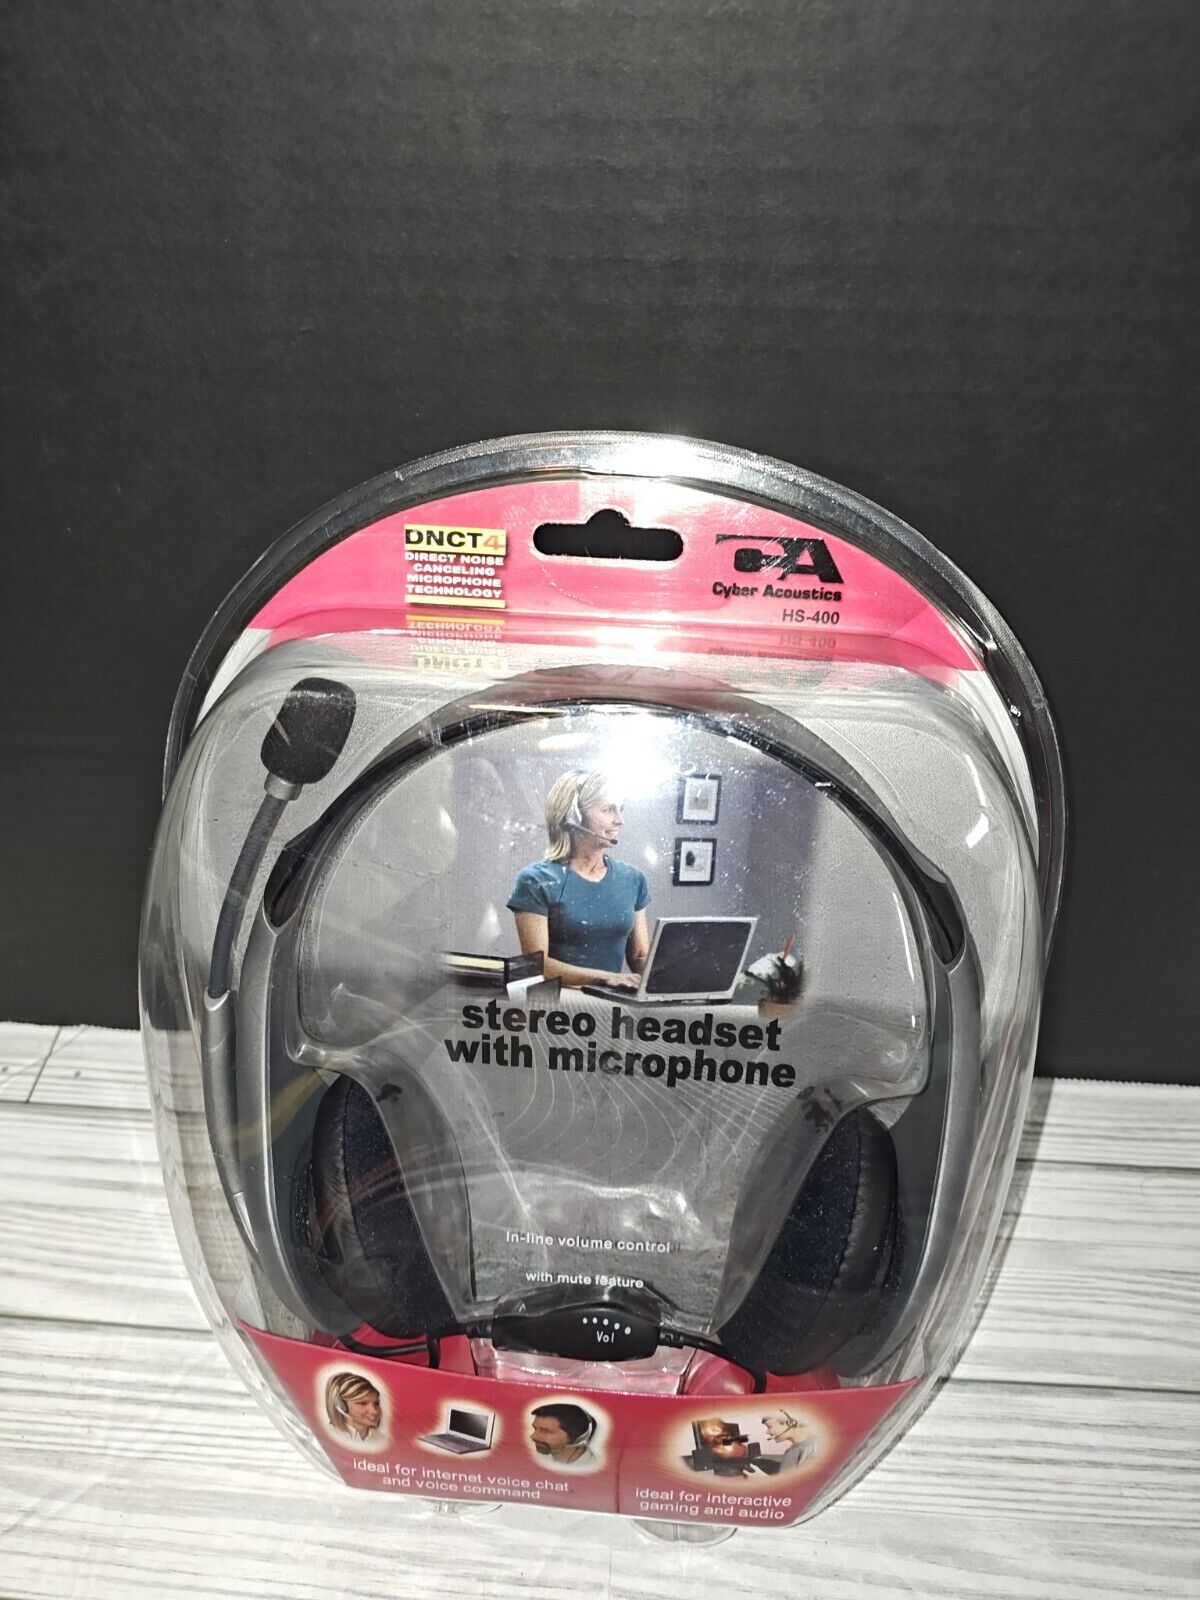 DNCT4
DIRECT NOISE
CANCELING
MICROPHONE
TECHNOLOGY
CA
Cyber Acoustics
HS-400
stereo headset
with microphone
in-line volume control
with mute feature
Vol
ideal for internet voice chat
and voice command
ideal for interactive
gaming and audio